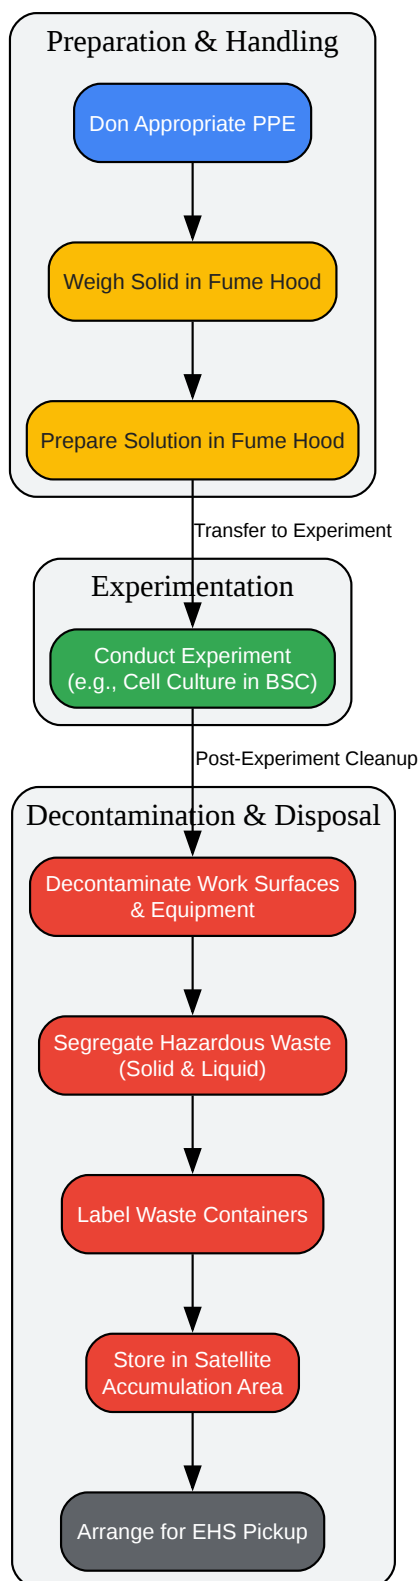 Preparation & Handling
Don Appropriate PPE
Weigh Solid in Fume Hood
Prepare Solution in Fume Hood
Transfer to Experiment
Experimentation
Conduct Experiment
(e.g., Cell Culture in BSC)
Post-Experiment Cleanup
Decontamination & Disposal
Decontaminate Work Surfaces
& Equipment
Segregate Hazardous Waste
(Solid & Liquid)
Label Waste Containers
Store in Satellite
Accumulation Area
Arrange for EHS Pickup